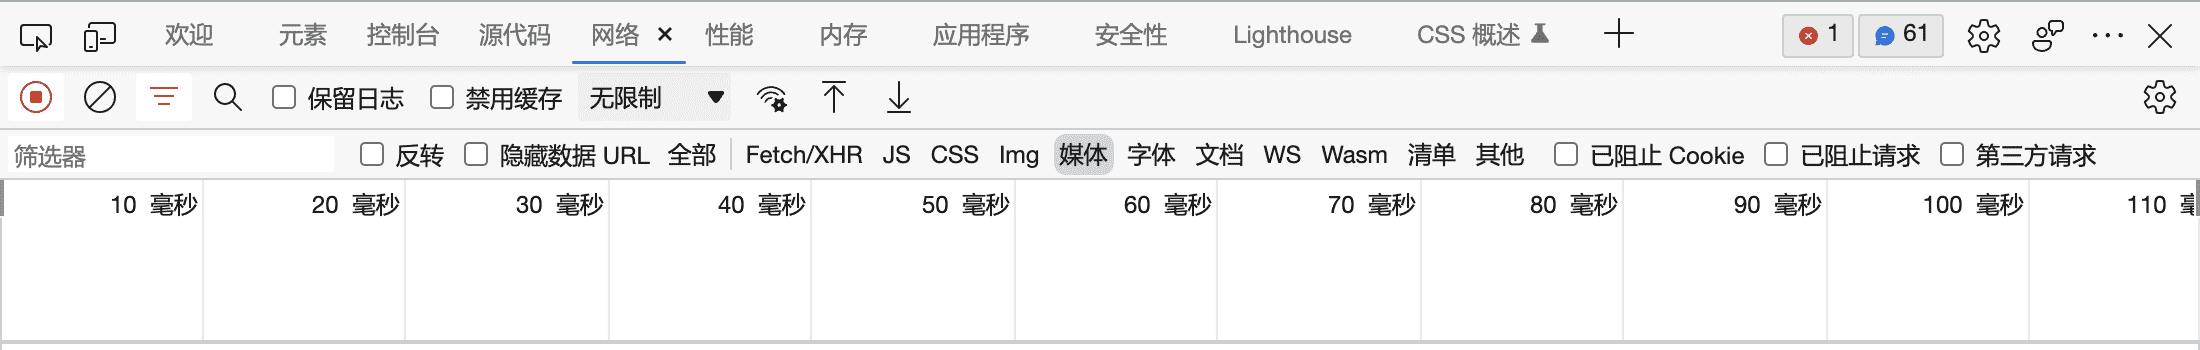 欢迎 元素 控制台 源代码 网络 性能 内存 应用程序 安全性 Lighthouse CSS 概述 1 61
保留日志 禁用缓存 无限制
筛选器 反转 隐藏数据 URL 全部 Fetch/XHR JS CSS Img 媒体 字体 文档 WS Wasm 清单 其他 已阻止 Cookie 已阻止请求 第三方请求
10 毫秒 20 毫秒 30 毫秒 40 毫秒 50 毫秒 60 毫秒 70 毫秒 80 毫秒 90 毫秒 100 毫秒 110